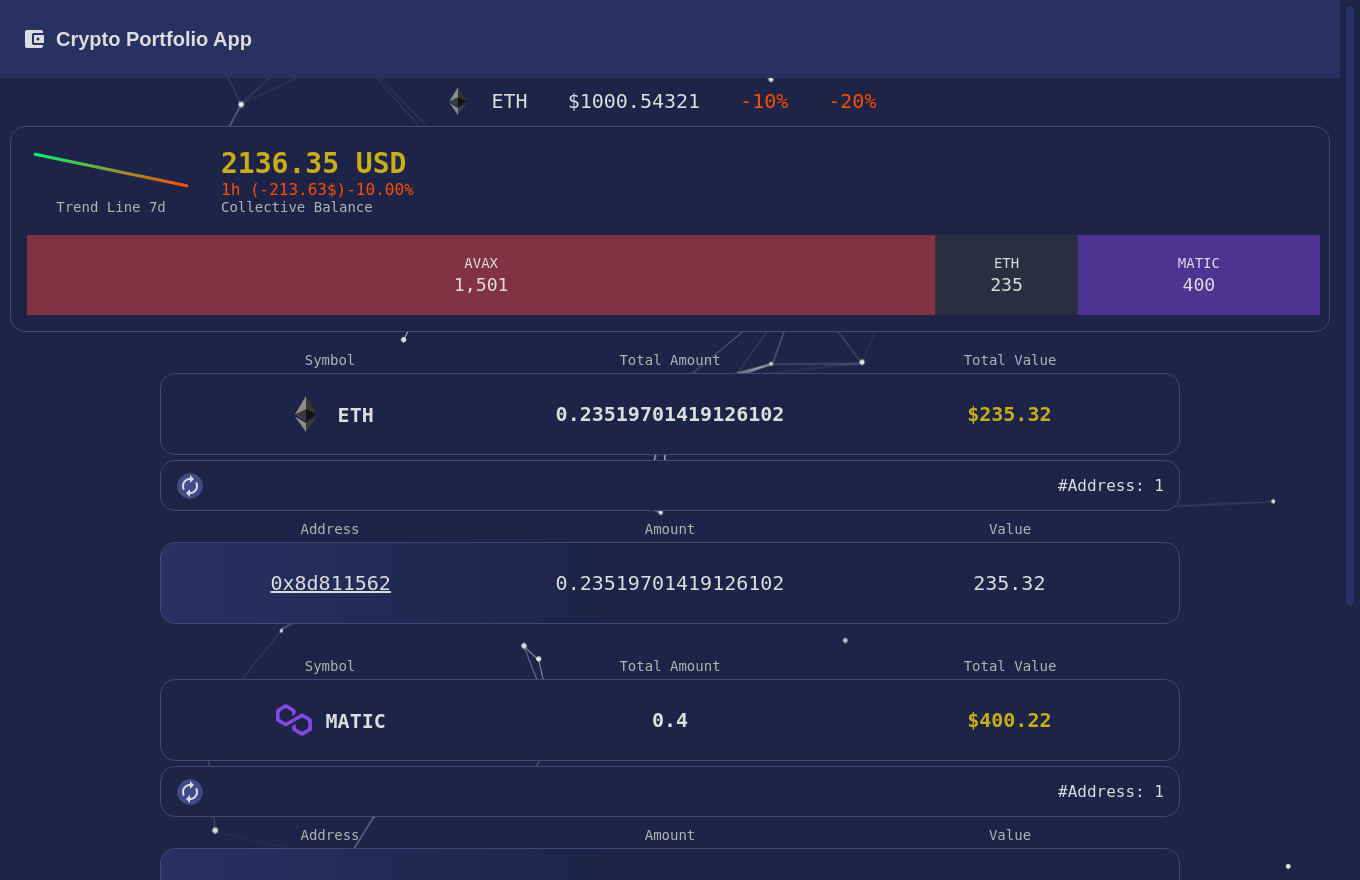 Crypto Portfolio App
ETH $1000.54321 -10% -20%
2136.35 USD
1h (-213.63$)-10.00%
Trend Line 7d
Collective Balance
AVAX ETH MATIC
1,501 235 400
Symbol Total Amount Total Value
ETH 0.23519701419126102 $235.32
#Address: 1
Address Amount Value
0x8d811562 0.23519701419126102 235.32
Symbol Total Amount Total Value
MATIC 0.4 $400.22
#Address: 1
Address Amount Value